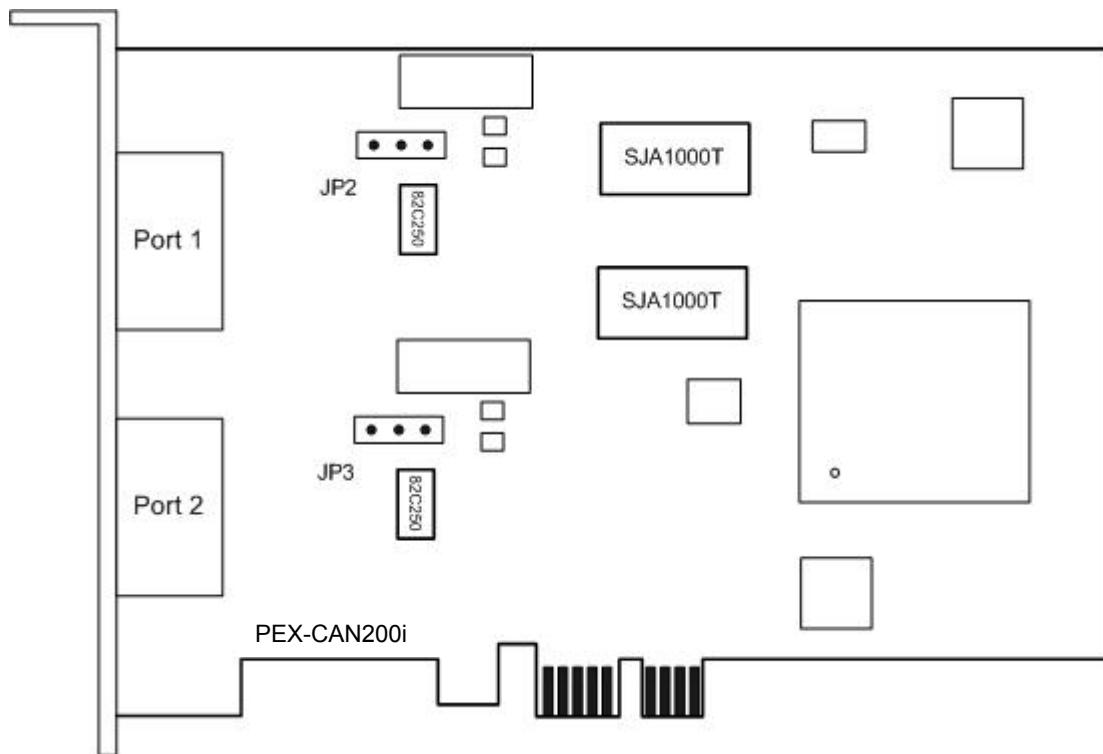 SJA1000T
JP2
82C250
Port 1
SJA1000T
JP3
82C250
Port 2
PEX-CAN200i